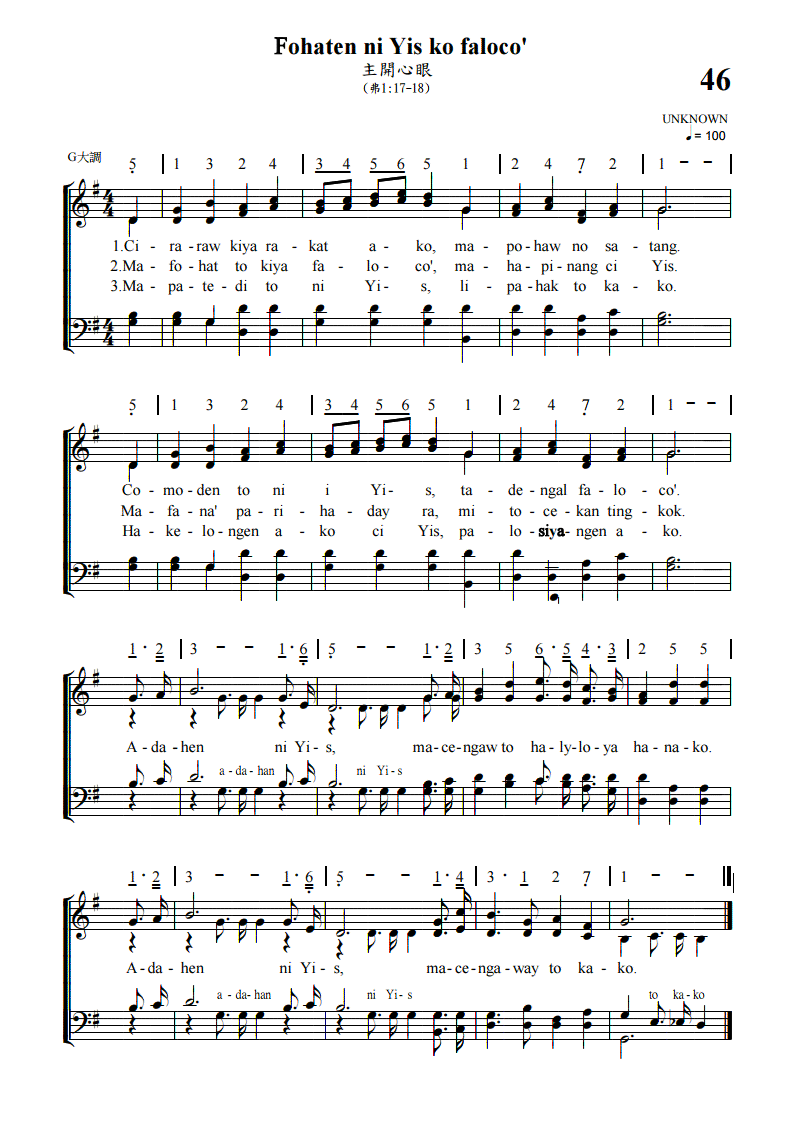 Fohaten ni Yis ko faloco'
主開心眼
(弗1:17-18)
46
UNKNOWN
♩ = 100
G大調
5̣ | 1 3 2 4 | 3 4 5 6 5 1 | 2 4 7̣ 2 | 1 - - |
1.Ci - ra-raw kiya ra - kat a - ko, ma - po-haw no sa - tang.
2.Ma - fo-hat to kiya fa - lo - co', ma - ha - pi-nang ci Yis.
3.Ma - pa - te - di to ni Yi - s, li - pa-hak to ka - ko.
5̣ | 1 3 2 4 | 3 4 5 6 5 1 | 2 4 7̣ 2 | 1 - - |
Co - mo-den to ni i Yi - s, ta - de-ngal fa - lo - co'.
Ma - fa-na' pa - ri - ha-day ra, mi - to - ce-kan ting - kok.
Ha - ke - lo-ngen a - ko ci Yis, pa - lo - siya-ngen a - ko.
1 · 2 | 3 - - 1 · 6̣ | 5̣ - - 1 · 2 | 3 5 6 · 5 4 · 3 | 2 5 5 |
A - da - hen ni Yi - s, ma - ce-ngaw to ha-ly-lo-ya ha-na-ko.
a - da - han ni Yi - s
1 · 2 | 3 - - 1 · 6̣ | 5̣ - - 1 · 4 | 3 · 1 2 7̣ | 1 - -
A - da - hen ni Yi - s, ma-ce-nga-way to ka - ko.
a - da - han ni Yi - s to ka - ko